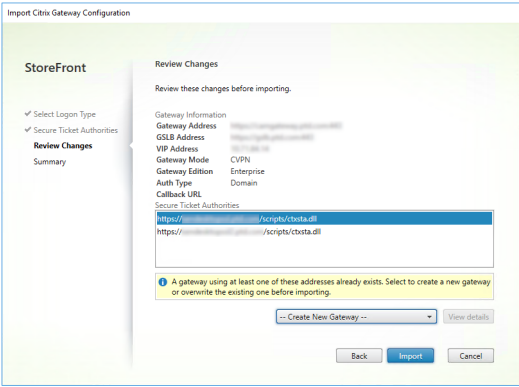 Import Citrix Gateway Configuration
StoreFront
Review Changes
Review these changes before importing.
Select Logon Type
Secure Ticket Authorities
Review Changes
Summary
Gateway Information
Gateway Address
GSLB Address
VIP Address
Gateway Mode CVPN
Gateway Edition Enterprise
Auth Type Domain
Callback URL
Secure Ticket Authorities
https:// /scripts/ctxsta.dll
https:// /scripts/ctxsta.dll
A gateway using at least one of these addresses already exists. Select to create a new gateway
or overwrite the existing one before importing.
-- Create New Gateway -- View details
Back Import Cancel